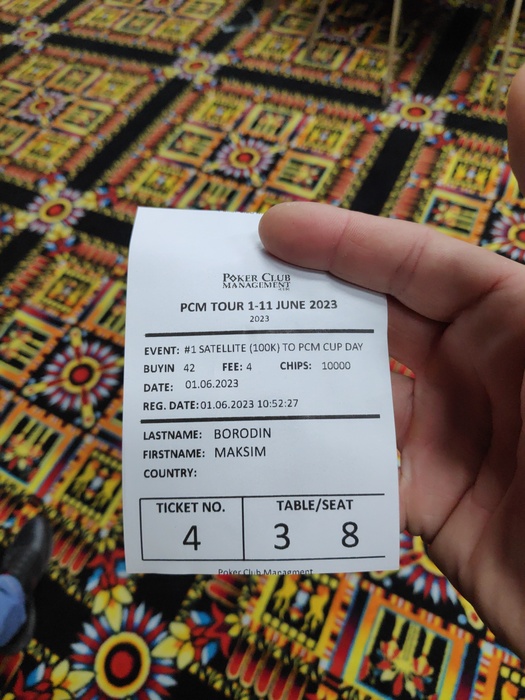 POKER CLUB
MANAGEMENT
PCM TOUR 1-11 JUNE 2023
2023
EVENT: #1 SATELLITE (100K) TO PCM CUP DAY
BUYIN 42 FEE: 4 CHIPS: 10000
DATE: 01.06.2023
REG. DATE: 01.06.2023 10:52:27
LASTNAME: BORODIN
FIRSTNAME: MAKSIM
COUNTRY:
TICKET NO. TABLE/SEAT
4 3 8
Poker Club Managment